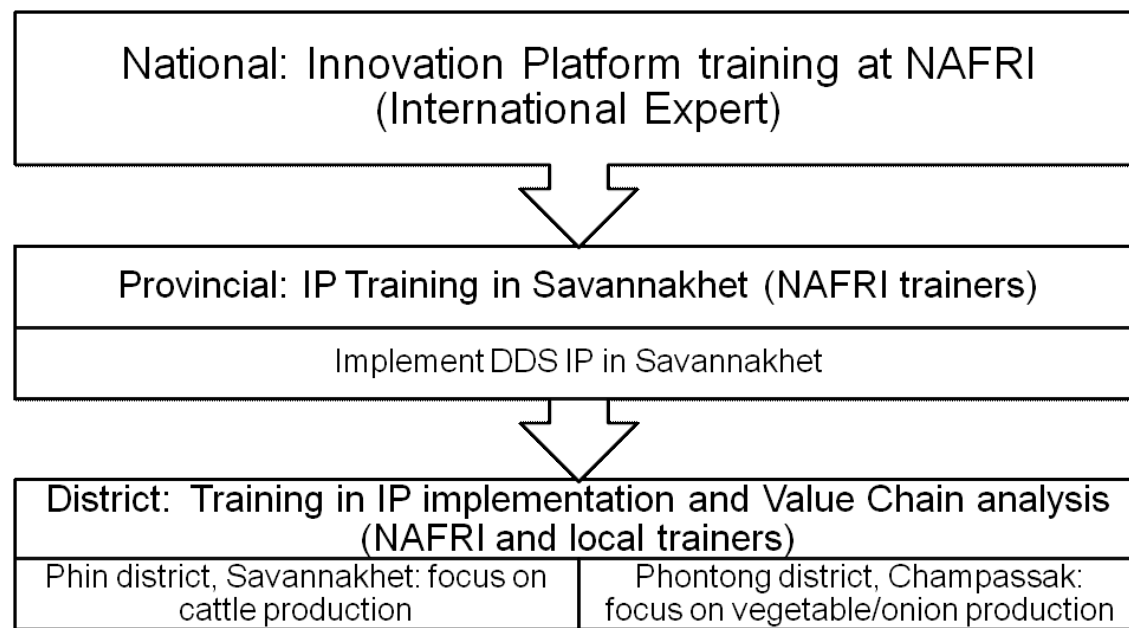 National: Innovation Platform training at NAFRI
(International Expert)
Provincial: IP Training in Savannakhet (NAFRI trainers)
Implement DDS IP in Savannakhet
District: Training in IP implementation and Value Chain analysis
(NAFRI and local trainers)
Phin district, Savannakhet: focus on
cattle production
Phontong district, Champassak:
focus on vegetable/onion production